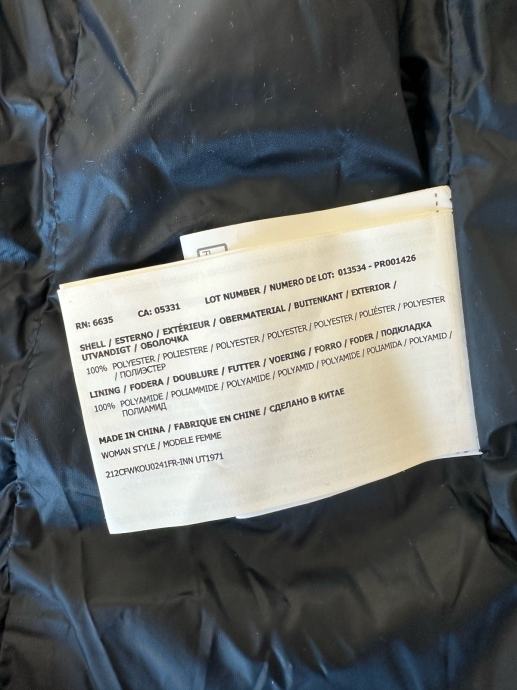 RN: 6635 CA: 05331 LOT NUMBER / NUMERO DE LOT: 013534 - PR001426
SHELL / ESTERNO / EXTÉRIEUR / OBERMATERIAL / BUITENKANT / EXTERIOR /
UTVANDIGT / ОБОЛОЧКА
100% POLYESTER / POLIESTERE / POLYESTER / POLYESTER / POLYESTER / POLIÉSTER / POLYESTER
/ ПОЛИЭСТЕР
LINING / FODERA / DOUBLURE / FUTTER / VOERING / FORRO / FODER / ПОДКЛАДКА
100% POLYAMIDE / POLIAMMIDE / POLYAMIDE / POLYAMID / POLYAMIDE / POLIAMIDA / POLYAMID /
ПОЛИАМИД
MADE IN CHINA / FABRIQUE EN CHINE / СДЕЛАНО В КИТАЕ
WOMAN STYLE / MODELE FEMME
212CFWKOU0241FR-INN UT1971